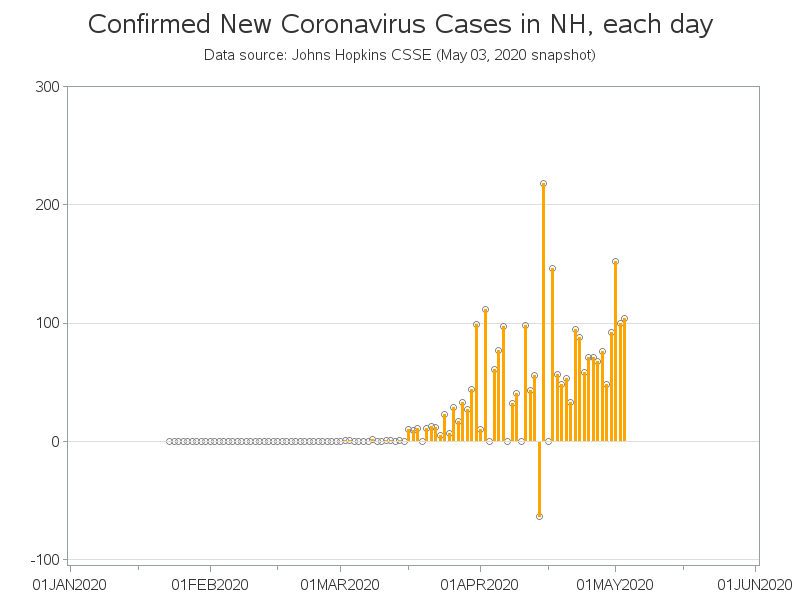 Confirmed New Coronavirus Cases in NH, each day
Data source: Johns Hopkins CSSE (May 03, 2020 snapshot)
300
200
100
0
-100
01JAN2020 01FEB2020 01MAR2020 01APR2020 01MAY2020 01JUN2020